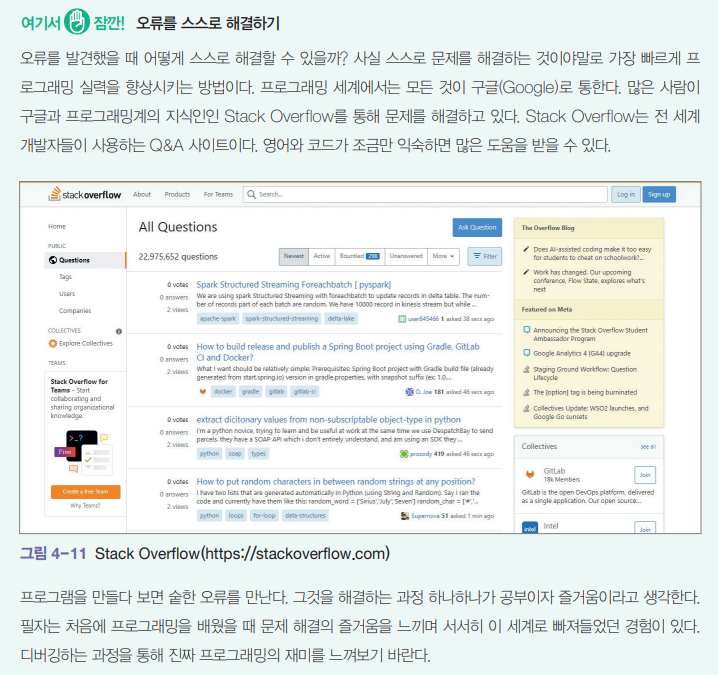 여기서 잠깐! 오류를 스스로 해결하기
오류를 발견했을 때 어떻게 스스로 해결할 수 있을까? 사실 스스로 문제를 해결하는 것이야말로 가장 빠르게 프
로그래밍 실력을 향상시키는 방법이다. 프로그래밍 세계에서는 모든 것이 구글(Google)로 통한다. 많은 사람이
구글과 프로그래밍계의 지식인인 Stack Overflow를 통해 문제를 해결하고 있다. Stack Overflow는 전 세계
개발자들이 사용하는 Q&A 사이트이다. 영어와 코드가 조금만 익숙하면 많은 도움을 받을 수 있다.
stackoverflow About Products For Teams Search... Log in Sign up
Home
PUBLIC
Questions
Tags
Users
Companies
COLLECTIVES
Explore Collectives
TEAMS
Stack Overflow for
Teams – Start
collaborating and
sharing organizational
knowledge.
>_?
Free
Create a free Team
Why Teams?
All Questions
Ask Question
22,975,652 questions
Newest Active Bountied 298 Unanswered More Filter
0 votes
0 answers
2 views
Spark Structured Streaming Foreachbatch [ pyspark]
We are using spark Structured Streaming with foreachbatch to update records in delta table. The num-
ber of records part of each batch are random. We have 10000 record in kinesis stream but while ...
apache-spark spark-structured-streaming delta-lake
user845466 1 asked 38 secs ago
0 votes
0 answers
2 views
How to build release and publish a Spring Boot project using Gradle, GitLab
CI and Docker?
What I want should be relatively simple: Prerequisites: Spring Boot project with Gradle build file (already
generated from start.spring.io) version in gradle.properties, with snapshot suffix (ex: 1.0....
docker gradle gitlab gitlab-ci
D. Joe 181 asked 46 secs ago
0 votes
0 answers
2 views
extract dicitonary values from non-subscriptable object-type in python
I'm a python novice, trying to learn and be useful at work at the same time we use DespatchBay to send
parcels, they have a SOAP API which i don't entirely understand, and am using an SDK they ...
python soap types
prosody 419 asked 46 secs ago
0 votes
0 answers
2 views
How to put random characters in between random strings at any position?
I have two lists that are generated automatically in Python (using String and Random). Say i ran the
code and currently have them like this: random_word = ['Sirius','July','Seven'] random_char = ['*','#'...
python loops for-loop data-structures
Supernova 51 asked 1 min ago
The Overflow Blog
Does AI-assisted coding make it too easy
for students to cheat on schoolwork?...
Work has changed. Our upcoming
conference, Flow State, explores what's
next
Featured on Meta
Announcing the Stack Overflow Student
Ambassador Program
Google Analytics 4 (GA4) upgrade
Staging Ground Workflow: Question
Lifecycle
The [option] tag is being burninated
Collectives Update: WSO2 launches, and
Google Go sunsets
Collectives see all
GitLab
18k Members
Join
GitLab is the open DevOps platform, delivered
as a single application. Our open source...
intel
Intel
Join
그림 4-11 Stack Overflow(https://stackoverflow.com)
프로그램을 만들다 보면 숱한 오류를 만난다. 그것을 해결하는 과정 하나하나가 공부이자 즐거움이라고 생각한다.
필자는 처음에 프로그래밍을 배웠을 때 문제 해결의 즐거움을 느끼며 서서히 이 세계로 빠져들었던 경험이 있다.
디버깅하는 과정을 통해 진짜 프로그래밍의 재미를 느껴보기 바란다.